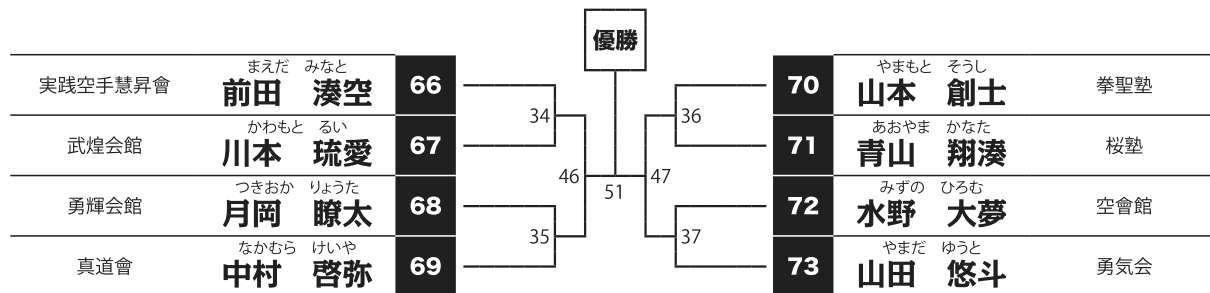 優勝
まえだ みなと
実践空手慧昇會 前田 湊空 66
かわもと るい
武煌会館 川本 琉愛 67
つきおか りょうた
勇輝会館 月岡 瞭太 68
なかむら けいや
真道會 中村 啓弥 69
34
35
46
51
47
36
37
やまもと そうし
70 山本 創士 拳聖塾
あおやま かなた
71 青山 翔湊 桜塾
みずの ひろむ
72 水野 大夢 空會館
やまだ ゆうと
73 山田 悠斗 勇気会